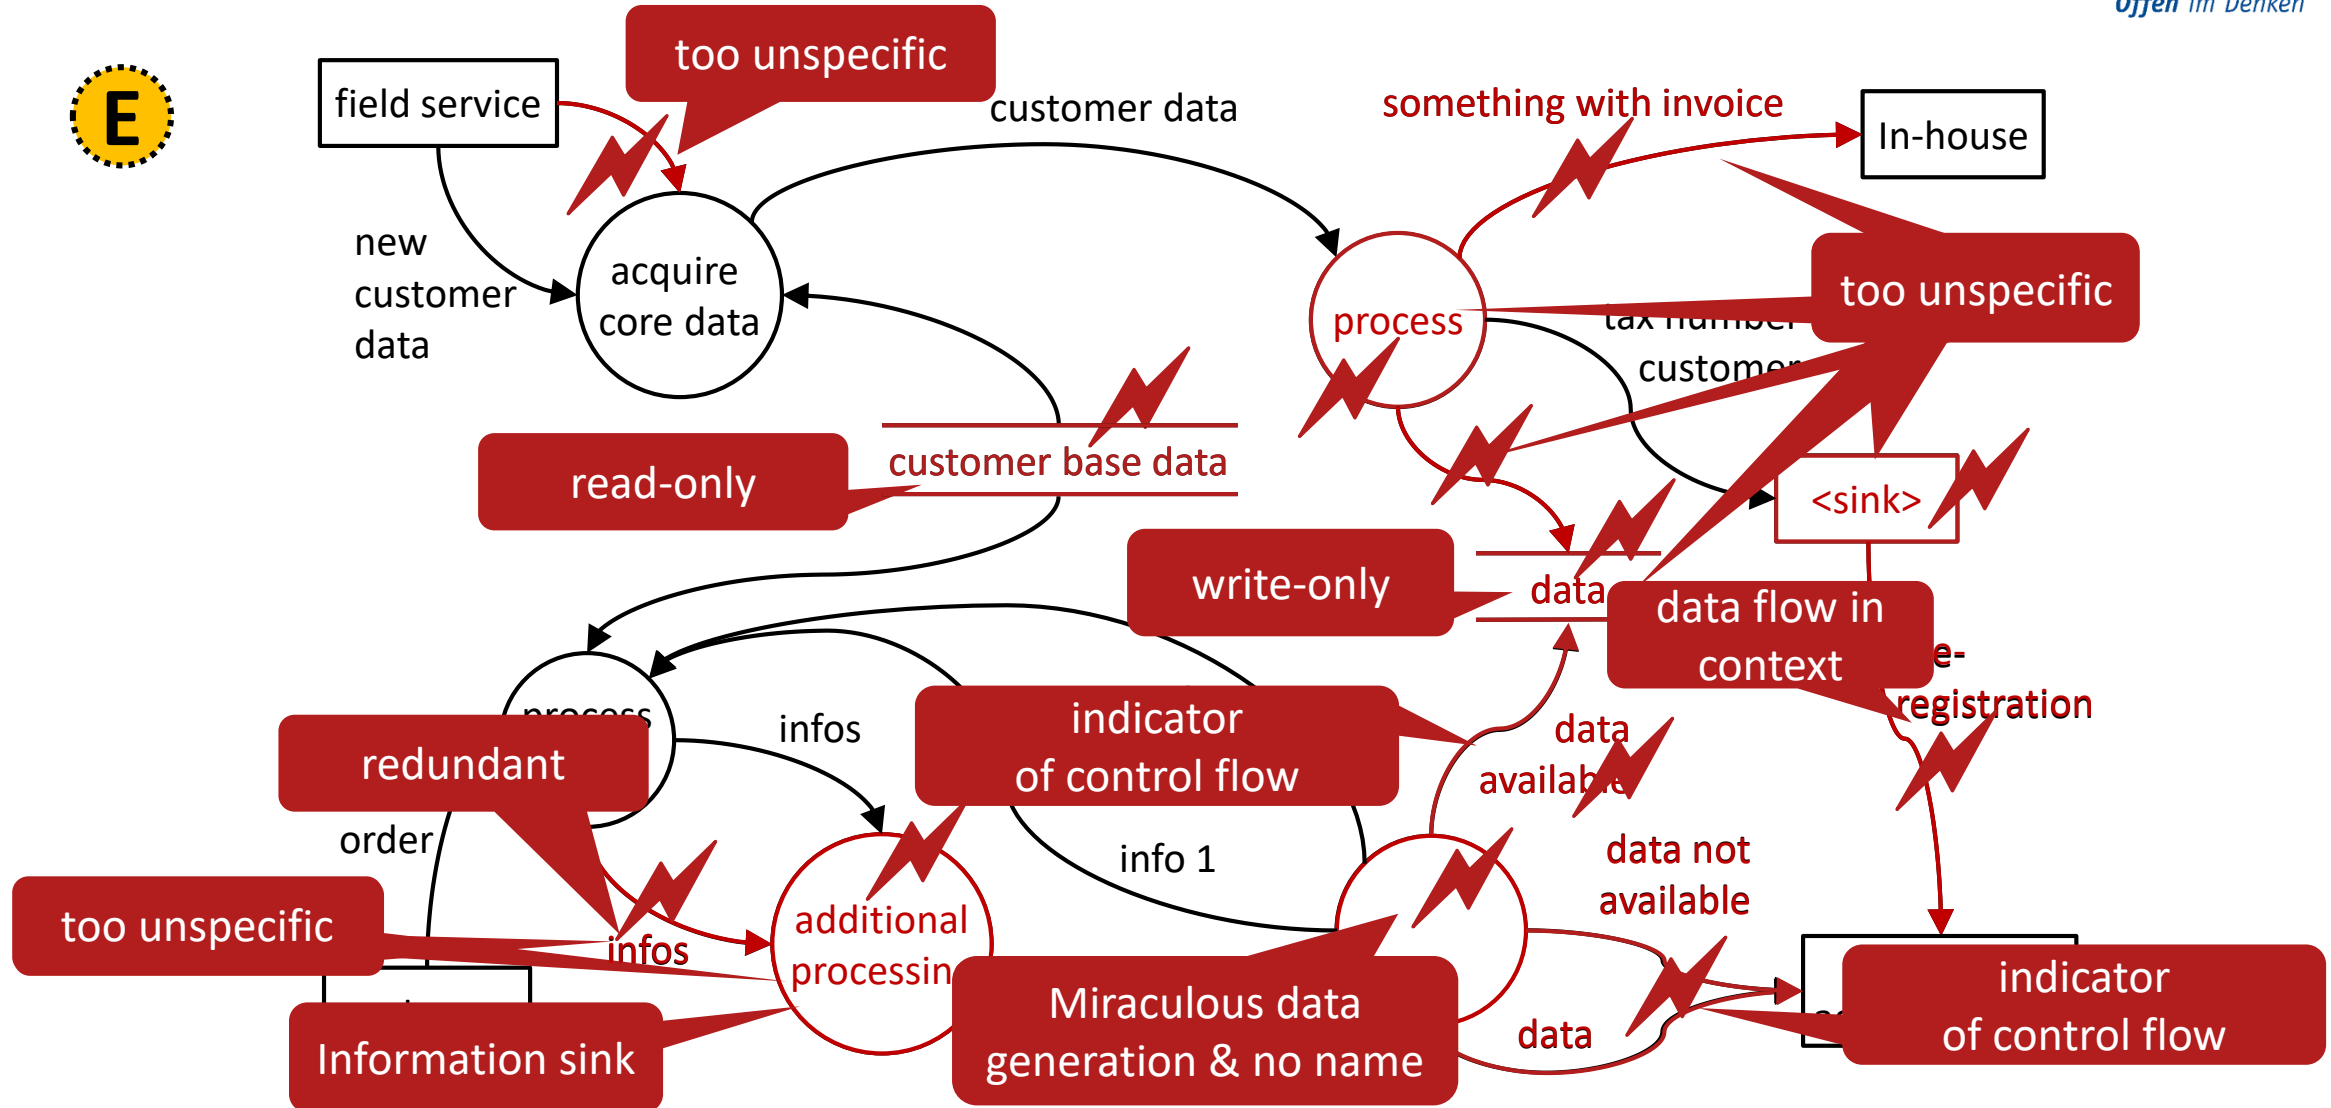 Offen im Denken
E
field service
too unspecific
customer data
something with invoice
In-house
new
customer
data
acquire
core data
process
too unspecific
tax number
customer
read-only
customer base data
<sink>
write-only
data
data flow in
context
e-
registration
process
redundant
infos
indicator
of control flow
data
available
order
info 1
data not
available
too unspecific
infos
additional
processin
Information sink
Miraculous data
generation & no name
data
indicator
of control flow